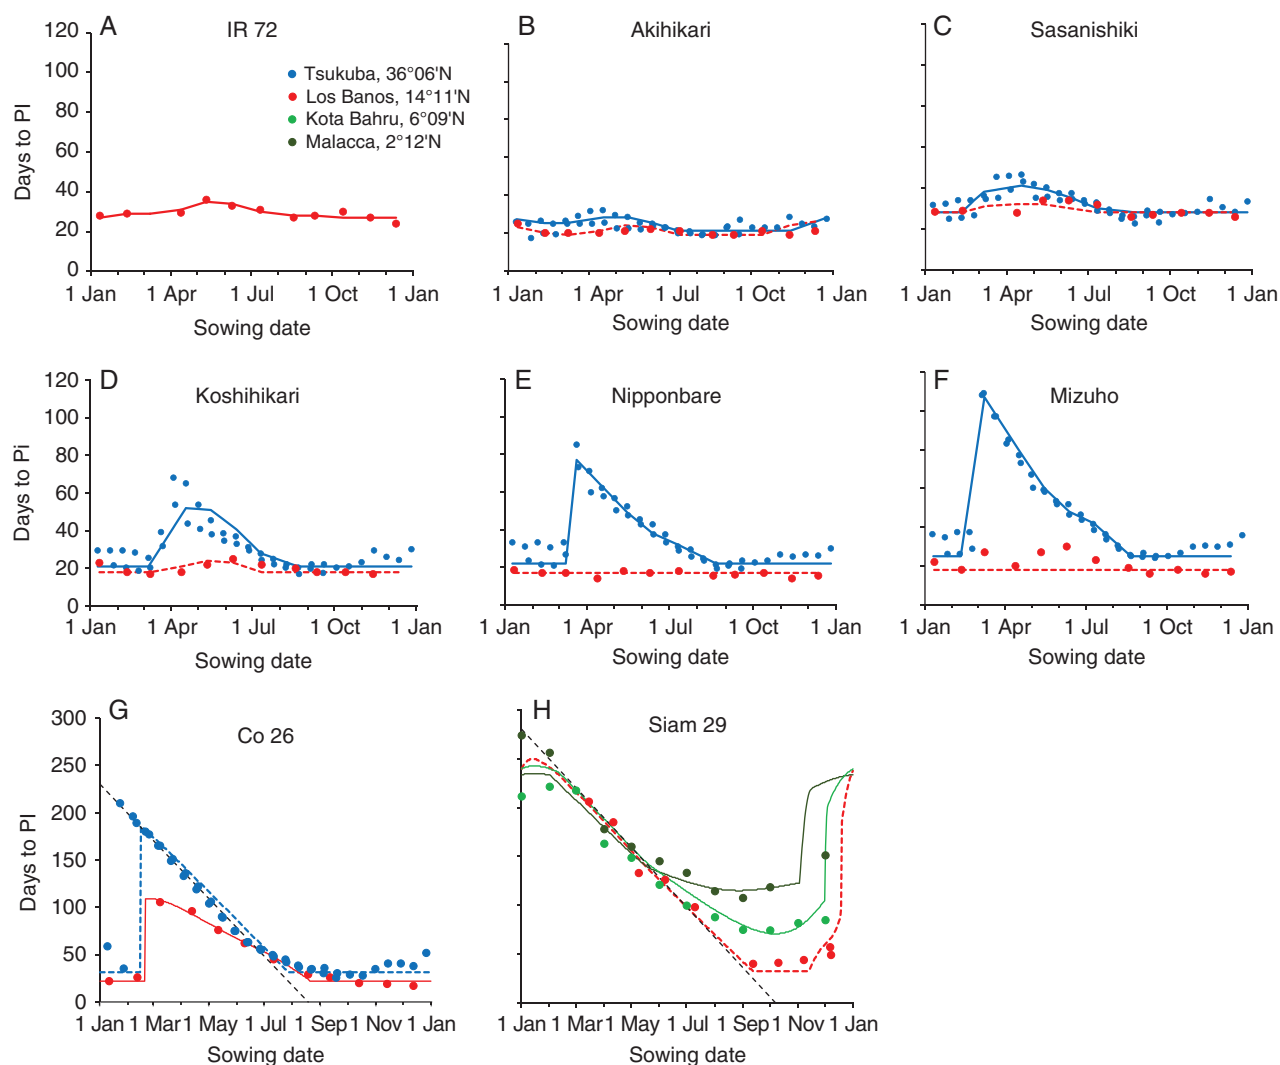 A IR 72
B Akihikari
C Sasanishiki
Tsukuba, 36°06'N
Los Banos, 14°11'N
Kota Bahru, 6°09'N
Malacca, 2°12'N
Days to PI
120
100
80
60
40
20
0
1 Jan 1 Apr 1 Jul 1 Oct 1 Jan
Sowing date
1 Jan 1 Apr 1 Jul 1 Oct 1 Jan
Sowing date
1 Jan 1 Apr 1 Jul 1 Oct 1 Jan
Sowing date
D Koshihikari
E Nipponbare
F Mizuho
Days to Pi
120
100
80
60
40
20
0
1 Jan 1 Apr 1 Jul 1 Oct 1 Jan
Sowing date
1 Jan 1 Apr 1 Jul 1 Oct 1 Jan
Sowing date
1 Jan 1 Apr 1 Jul 1 Oct 1 Jan
Sowing date
G Co 26
H Siam 29
Days to PI
300
250
200
150
100
50
0
1 Jan 1 Mar 1 May 1 Jul 1 Sep 1 Nov 1 Jan
Sowing date
1 Jan 1 Mar 1 May 1 Jul 1 Sep 1 Nov 1 Jan
Sowing date